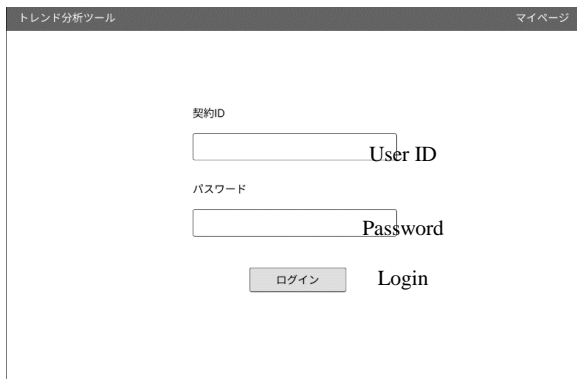 トレンド分析ツール マイページ
契約ID
User ID
パスワード
Password
ログイン Login